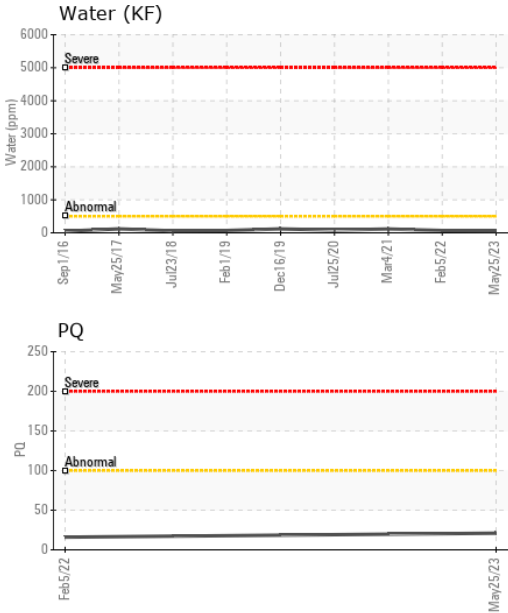 Water (KF)
6000
Severe
5000
4000
Water (ppm)
3000
2000
1000
Abnormal
0
Sep1/16
May25/17
Jul23/18
Feb1/19
Dec16/19
Jul25/20
Mar4/21
Feb5/22
May25/23
PQ
250
Severe
200
150
PQ
Abnormal
100
50
0
Feb5/22
May25/23